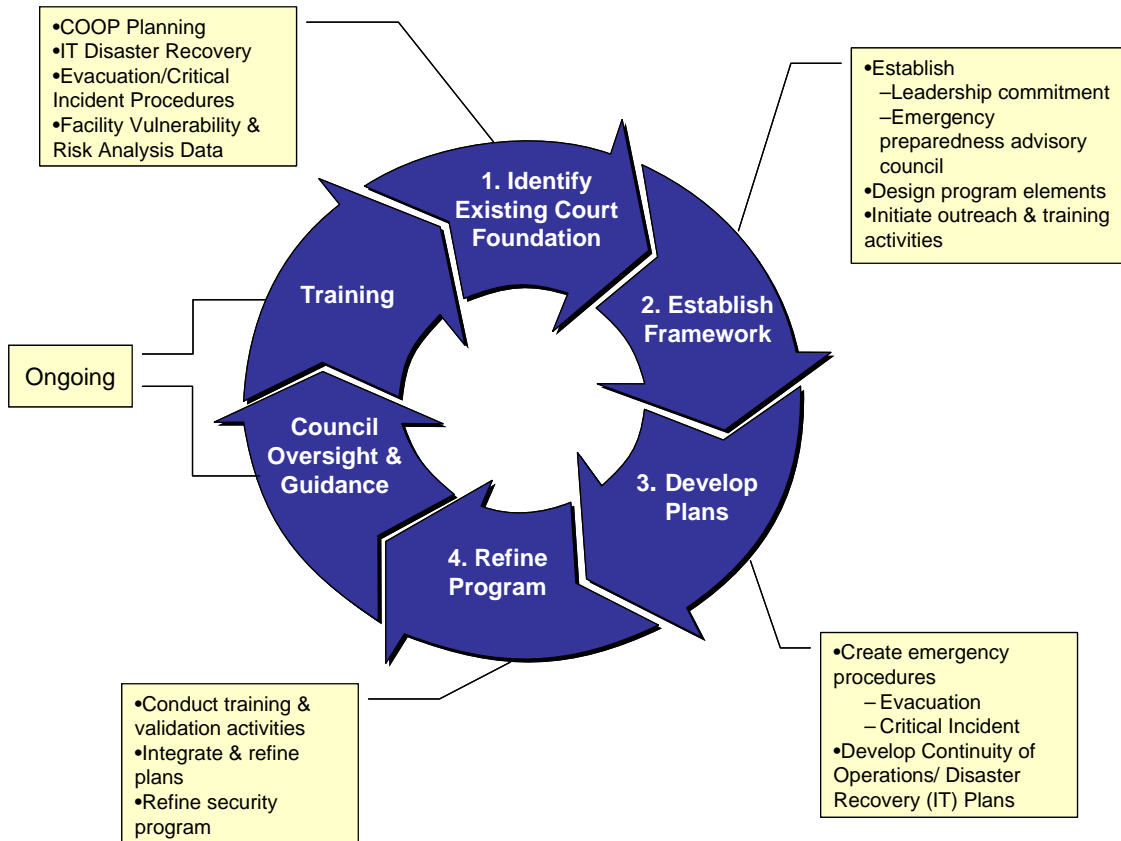 •COOP Planning
•IT Disaster Recovery
•Evacuation/Critical
Incident Procedures
•Facility Vulnerability &
Risk Analysis Data
•Establish
–Leadership commitment
–Emergency
preparedness advisory
council
•Design program elements
•Initiate outreach & training
activities
1. Identify
Existing Court
Foundation
2. Establish
Framework
3. Develop
Plans
4. Refine
Program
Council
Oversight &
Guidance
Training
Ongoing
•Create emergency
procedures
– Evacuation
– Critical Incident
•Develop Continuity of
Operations/ Disaster
Recovery (IT) Plans
•Conduct training &
validation activities
•Integrate & refine
plans
•Refine security
program